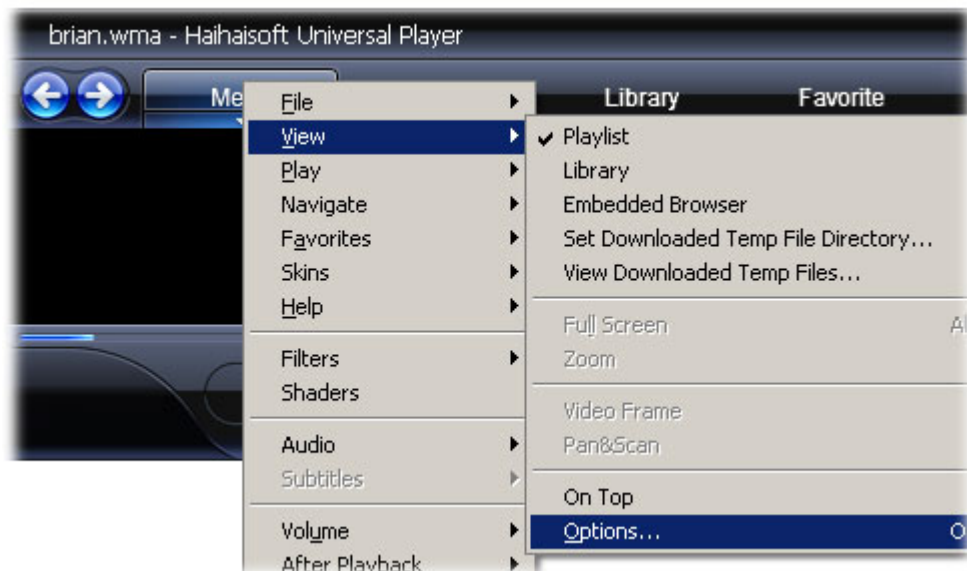 brian.wma - Haihaisoft Universal Player
Me
Library
Favorite
File
View
Play
Navigate
Favorites
Skins
Help
Filters
Shaders
Audio
Subtitles
Volume
After Playback
Playlist
Library
Embedded Browser
Set Downloaded Temp File Directory...
View Downloaded Temp Files...
Full Screen A
Zoom
Video Frame
Pan&Scan
On Top
Options... O